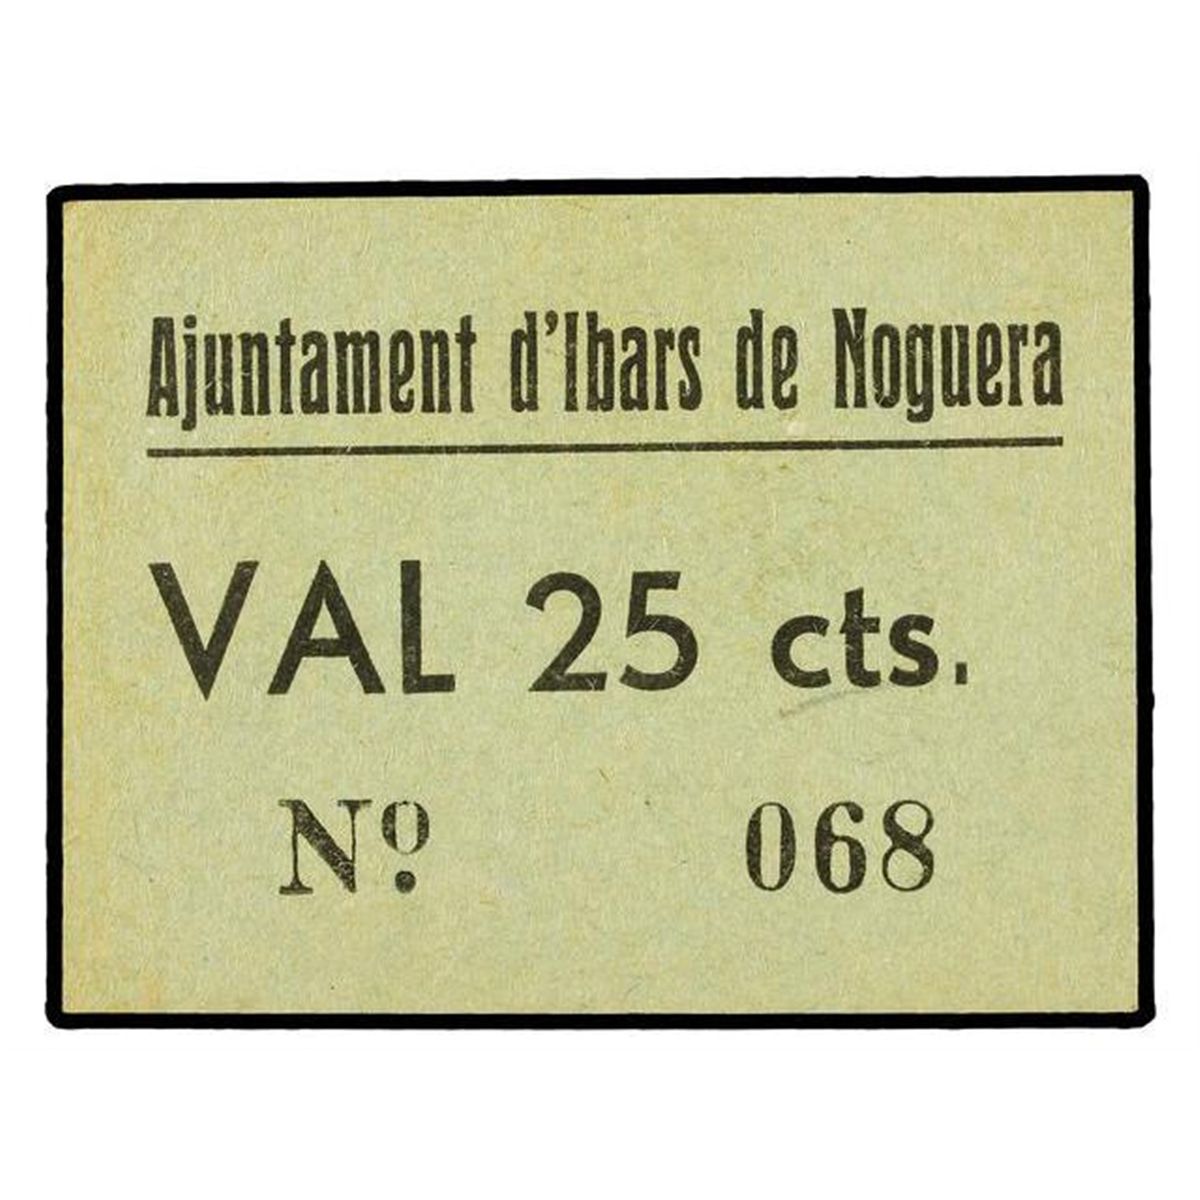 Ajuntament d'Ibars de Noguera
VAL 25 cts.
Nº 068